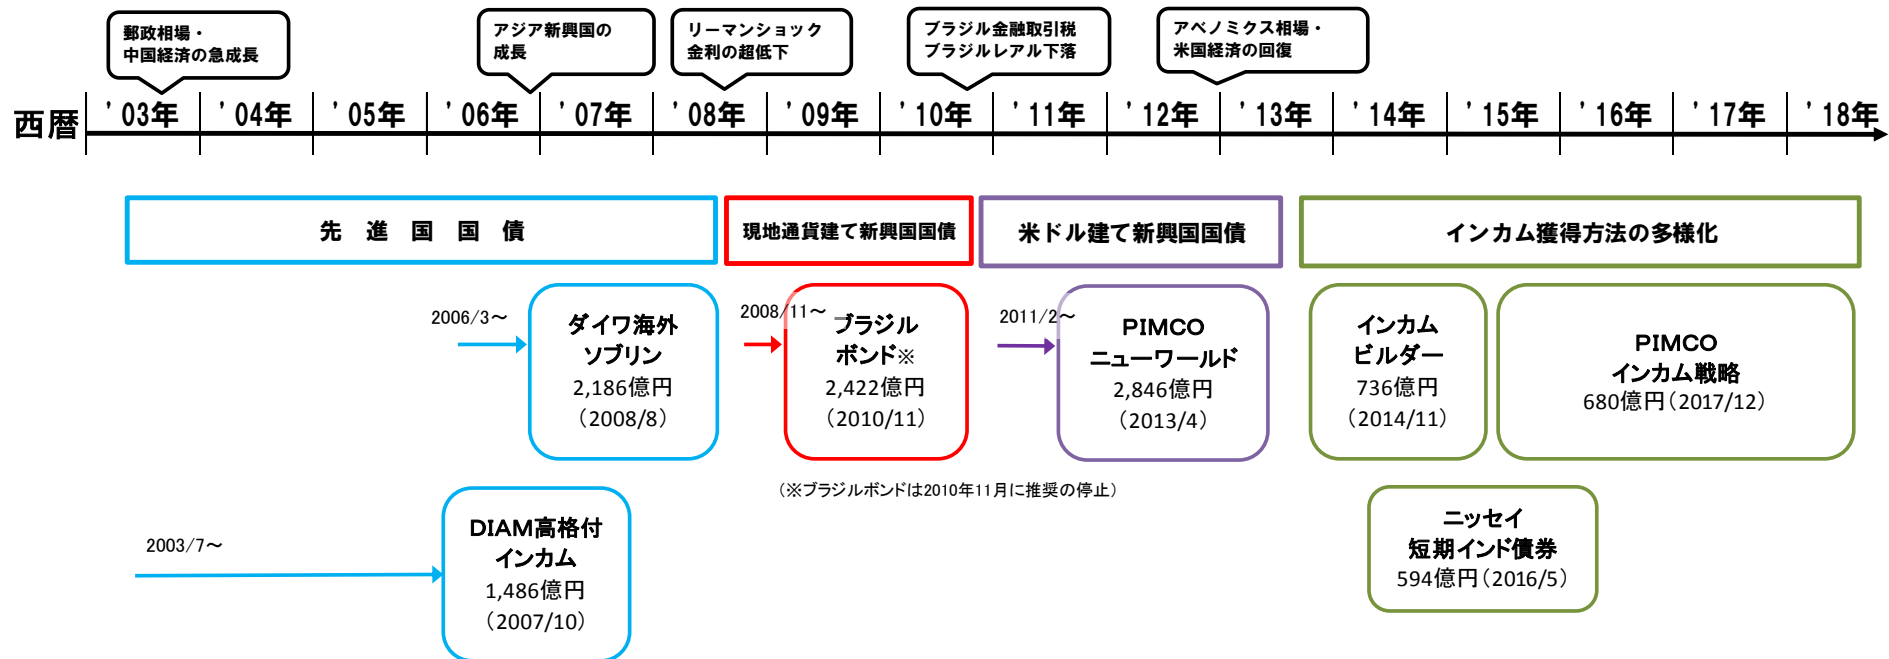 郵政相場・
中国経済の急成長
アジア新興国の
成長
リーマンショック
金利の超低下
ブラジル金融取引税
ブラジルレアル下落
アベノミクス相場・
米国経済の回復
西暦
'03年
'04年
'05年
'06年
'07年
'08年
'09年
'10年
'11年
'12年
'13年
'14年
'15年
'16年
'17年
'18年
先進国国債
現地通貨建て新興国国債
米ドル建て新興国国債
インカム獲得方法の多様化
2006/3～
ダイワ海外
ソブリン
2,186億円
（2008/8）
2008/11～
ブラジル
ボンド※
2,422億円
（2010/11）
2011/2～
PIMCO
ニューワールド
2,846億円
（2013/4）
インカム
ビルダー
736億円
（2014/11）
PIMCO
インカム戦略
680億円（2017/12）
（※ブラジルボンドは2010年11月に推奨の停止）
2003/7～
DIAM高格付
インカム
1,486億円
（2007/10）
ニッセイ
短期インド債券
594億円（2016/5）